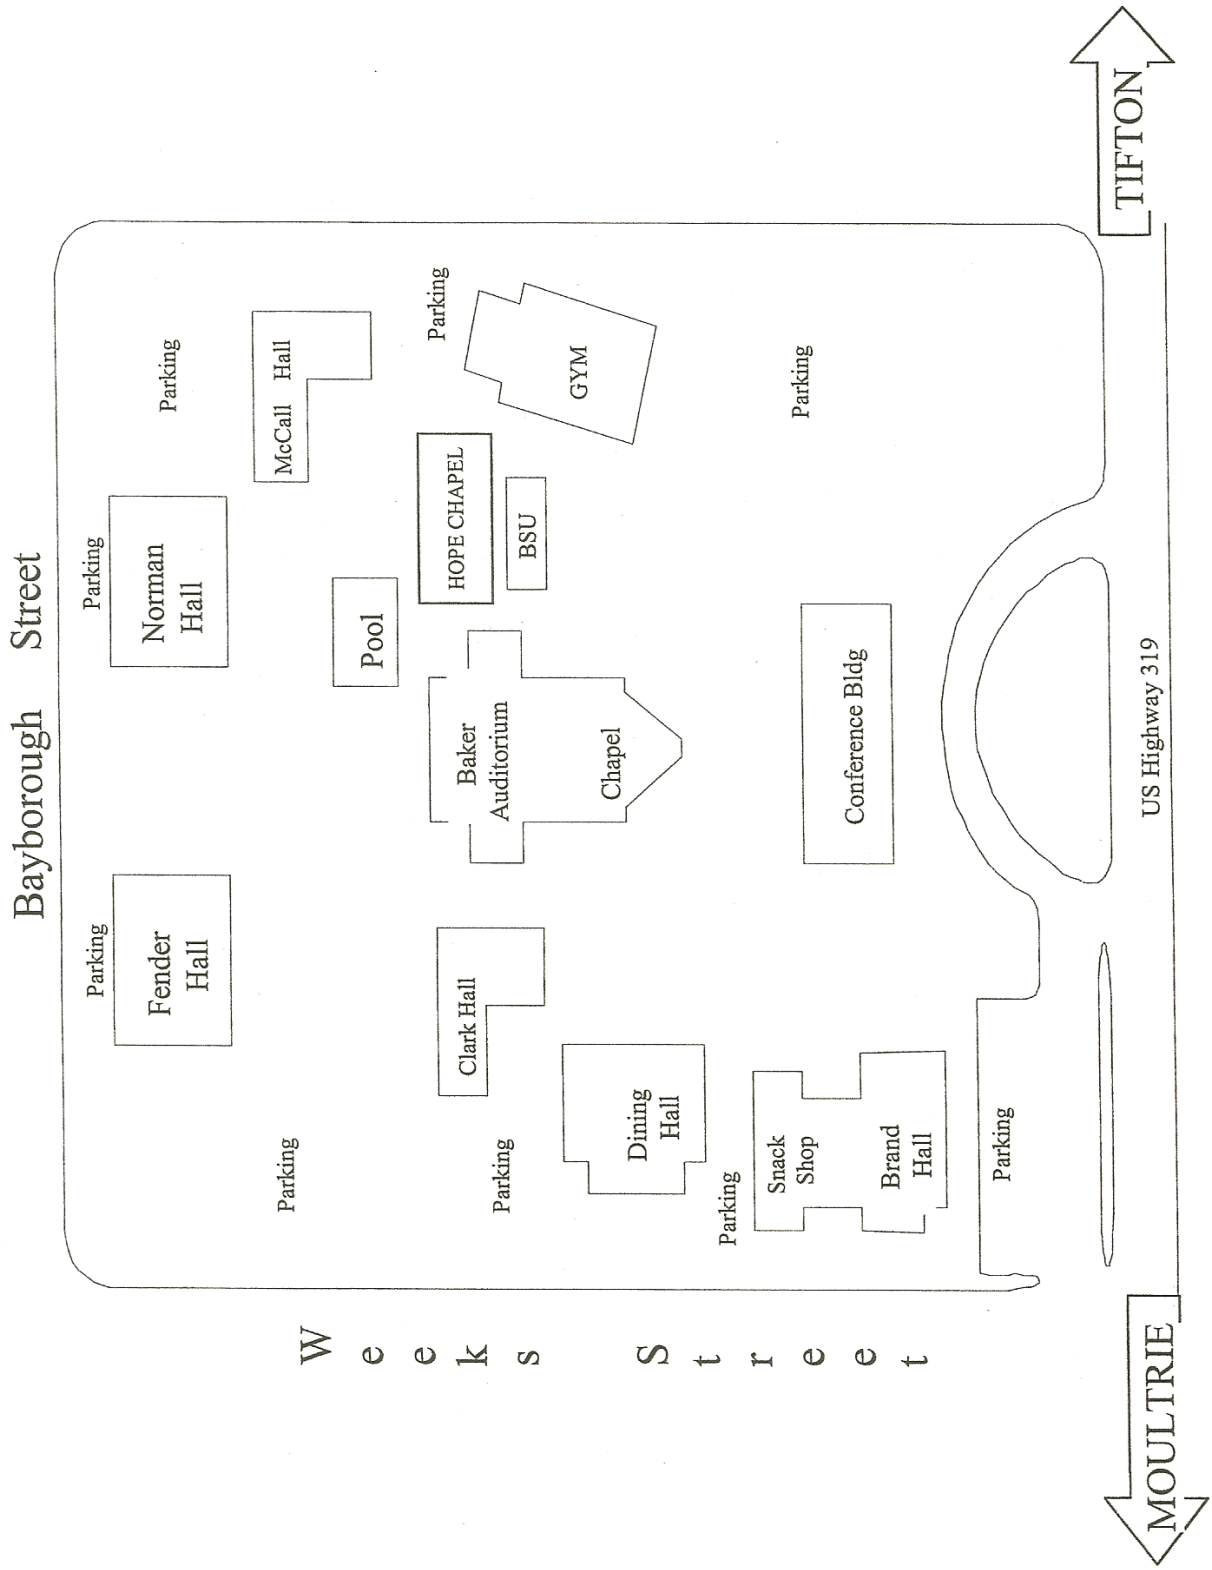 Bayborough Street
Parking
Parking
Parking
Fender
Hall
Norman
Hall
McCall Hall
Parking
Pool
Parking
Parking
Clark Hall
Baker
Auditorium
Chapel
HOPE CHAPEL
BSU
GYM
Dining
Hall
Parking
Snack
Shop
Brand
Hall
Conference Bldg
Parking
Parking
Weeks Street
US Highway 319
MOULTRIE
TIFTON